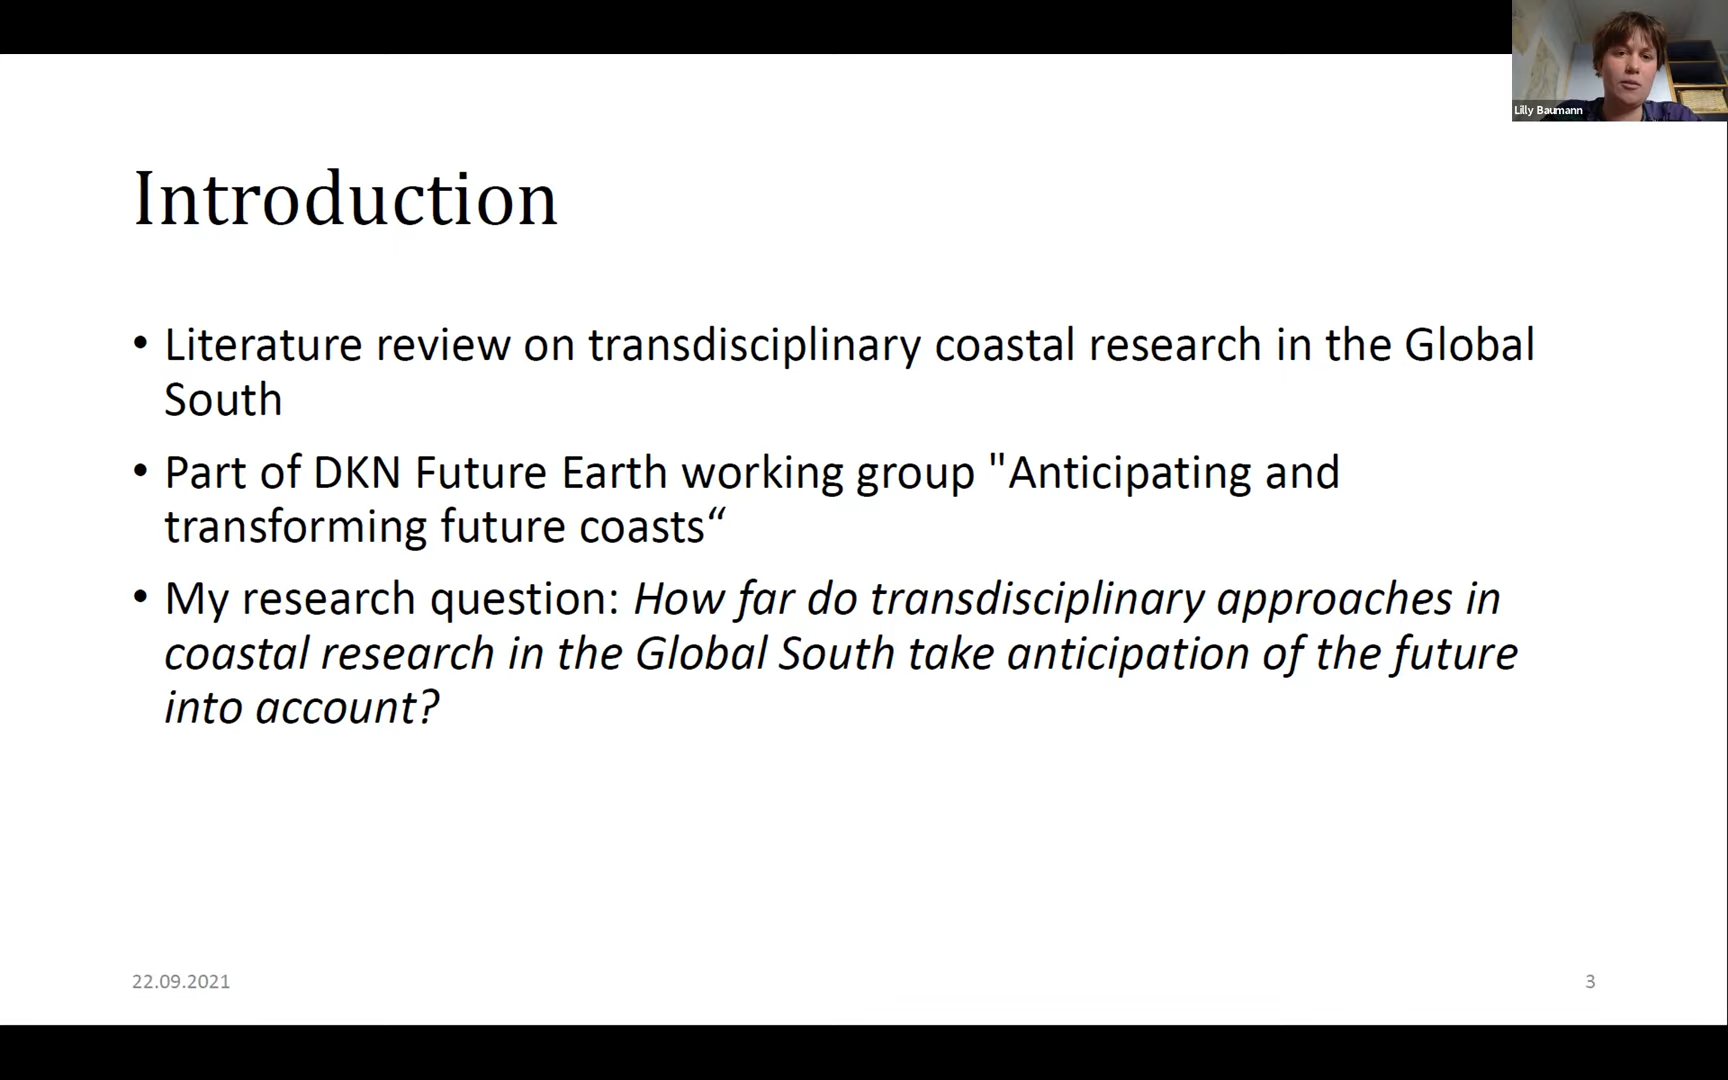 Lilly Baumann
Introduction
• Literature review on transdisciplinary coastal research in the Global
South
• Part of DKN Future Earth working group "Anticipating and
transforming future coasts“
• My research question: How far do transdisciplinary approaches in
coastal research in the Global South take anticipation of the future
into account?
22.09.2021
3